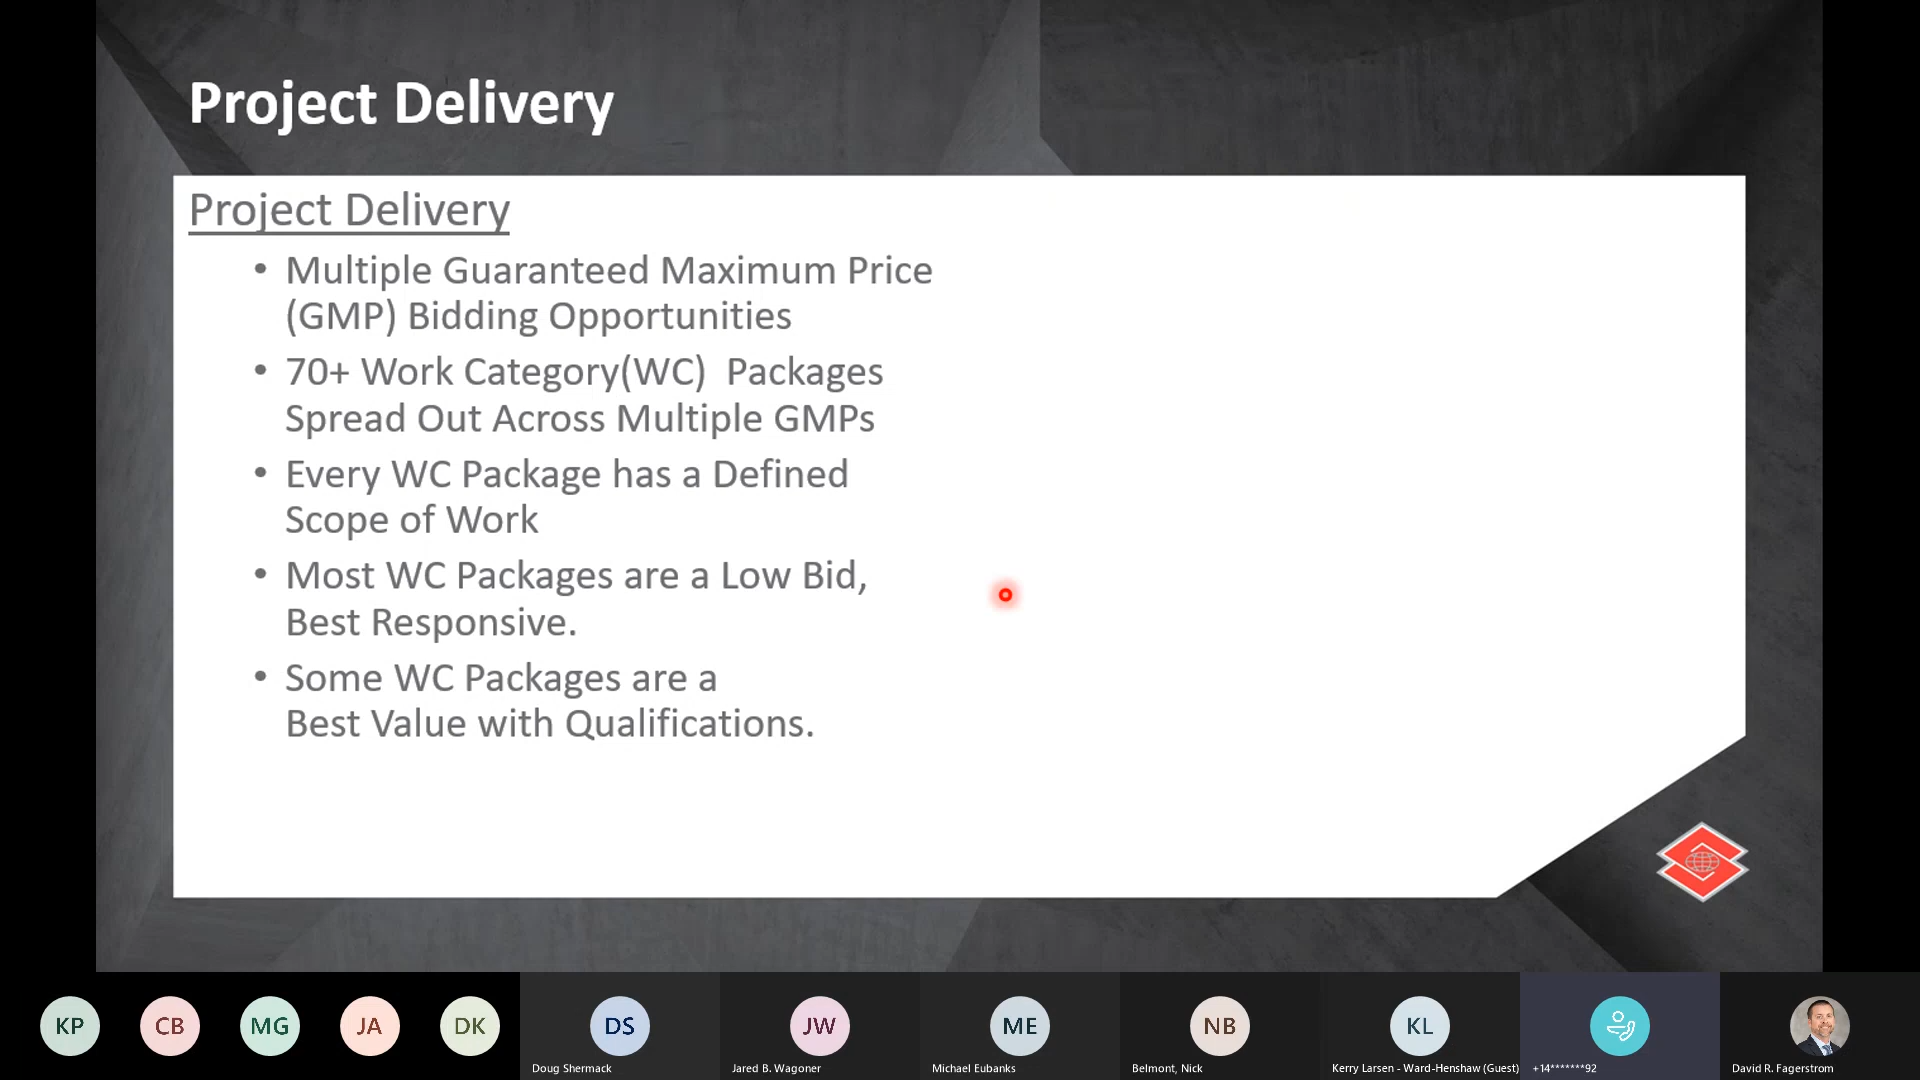 Project Delivery
Project Delivery
• Multiple Guaranteed Maximum Price
(GMP) Bidding Opportunities
• 70+ Work Category(WC)  Packages
Spread Out Across Multiple GMPs
• Every WC Package has a Defined
Scope of Work
• Most WC Packages are a Low Bid,
Best Responsive.
• Some WC Packages are a
Best Value with Qualifications.
KP CB MG JA DK DS JW ME NB KL
Doug Shermack Jared B. Wagoner Michael Eubanks Belmont, Nick Kerry Larsen - Ward-Henshaw (Guest) +14*******92 David R. Fagerstrom